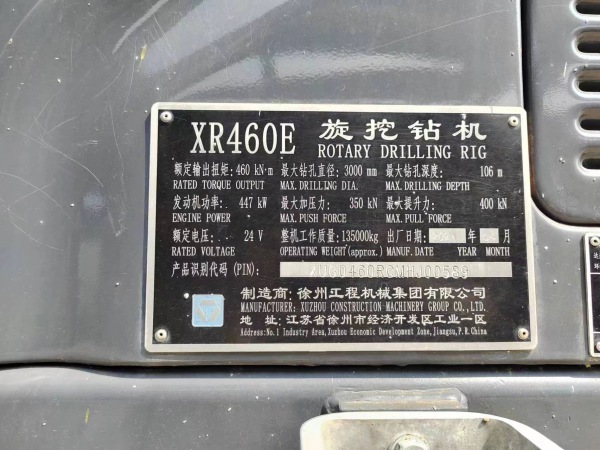 XR460E 旋挖钻机
ROTARY DRILLING RIG
额定输出扭矩: 460 kN·m 最大钻孔直径: 3000 mm 最大钻孔深度: 106 m
RATED TORQUE OUTPUT MAX. DRILLING DIA. MAX. DRILLING DEPTH
发动机功率: 447 kW 最大加压力: 350 kN 最大提升力: 400 kN
ENGINE POWER MAX. PUSH FORCE MAX. PULL FORCE
额定电压: 24 V 整机工作质量: 135000kg 出厂日期: 年 月
RATED VOLTAGE OPERATING WEIGHT(approx.) MANUF. DATE YEAR MONTH
产品识别代码 (PIN):
制造商: 徐州工程机械集团有限公司
MANUFACTURER: XUZHOU CONSTRUCTION MACHINERY GROUP CO., LTD.
地 址: 江苏省徐州市经济开发区工业一区
Address: No.1 Industry Area, Xuzhou Economic Development Zone, Jiangsu, P.R. China